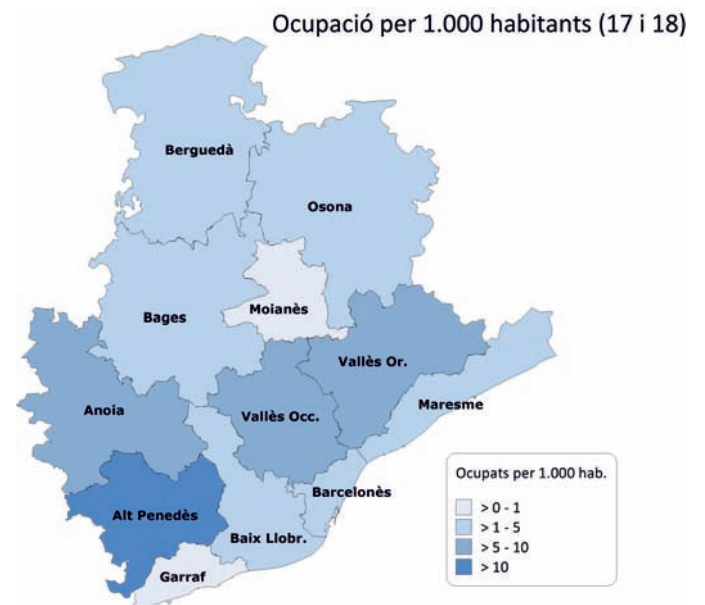 Ocupació per 1.000 habitants (17 i 18)
Berguedà
Osona
Moianès
Bages
Vallès Or.
Maresme
Anoia
Vallès Occ.
Barcelonès
Alt Penedès
Baix Llobr.
Garraf
Ocupats per 1.000 hab.
> 0 - 1
> 1 - 5
> 5 - 10
> 10